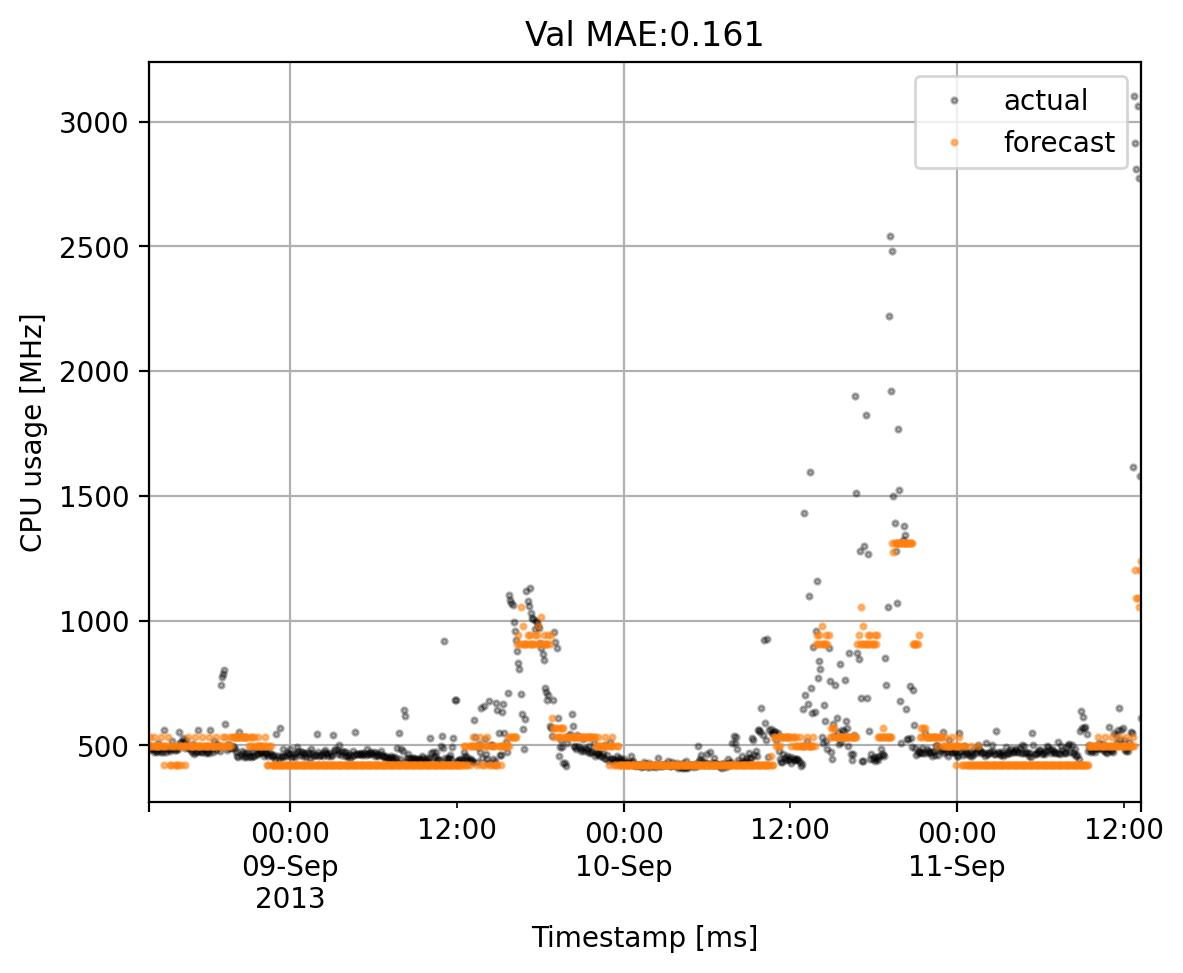 Val MAE:0.161
actual
forecast
3000
2500
2000
1500
1000
500
CPU usage [MHz]
00:00 12:00 00:00 12:00 00:00 12:00
09-Sep 10-Sep 11-Sep
2013
Timestamp [ms]